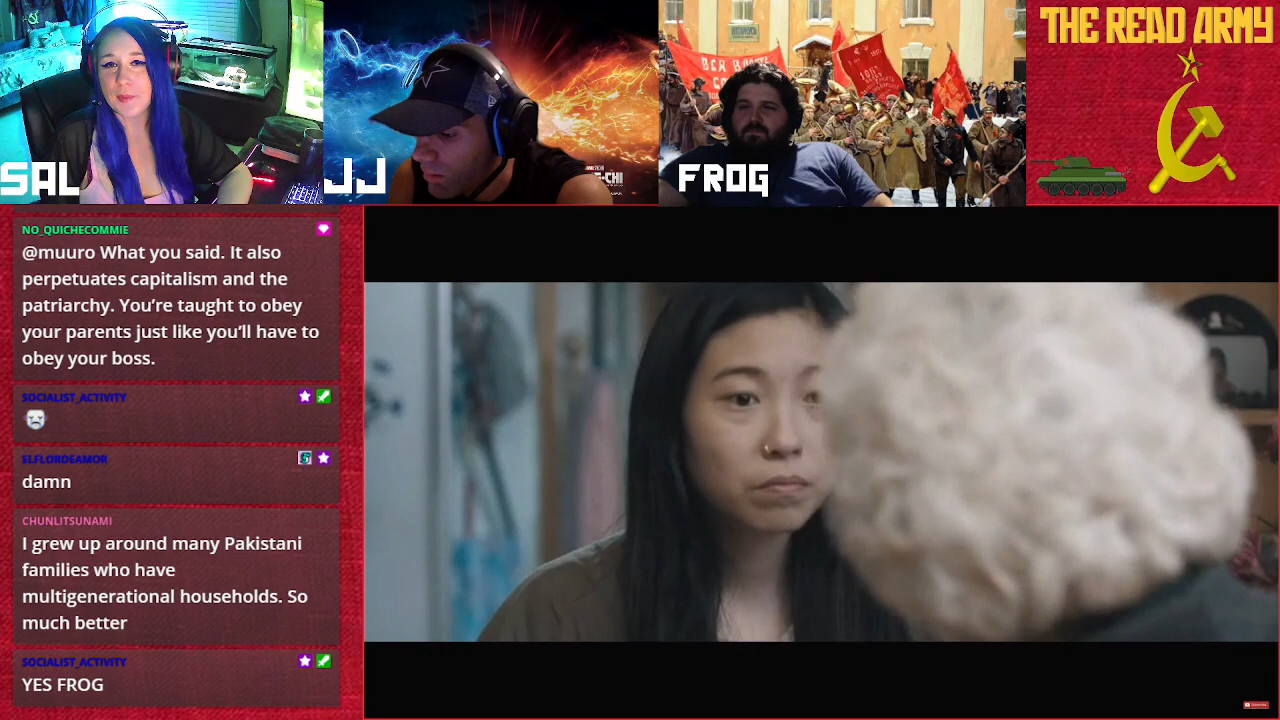 THE READ ARMY
SAL
JJ
FROG
NO_QUICHECOMMIE
@muuro What you said. It also
perpetuates capitalism and the
patriarchy. You're taught to obey
your parents just like you'll have to
obey your boss.
SOCIALIST_ACTIVITY
ELFLORDEAMOR
damn
CHUNLITSUNAMI
I grew up around many Pakistani
families who have
multigenerational households. So
much better
SOCIALIST_ACTIVITY
YES FROG